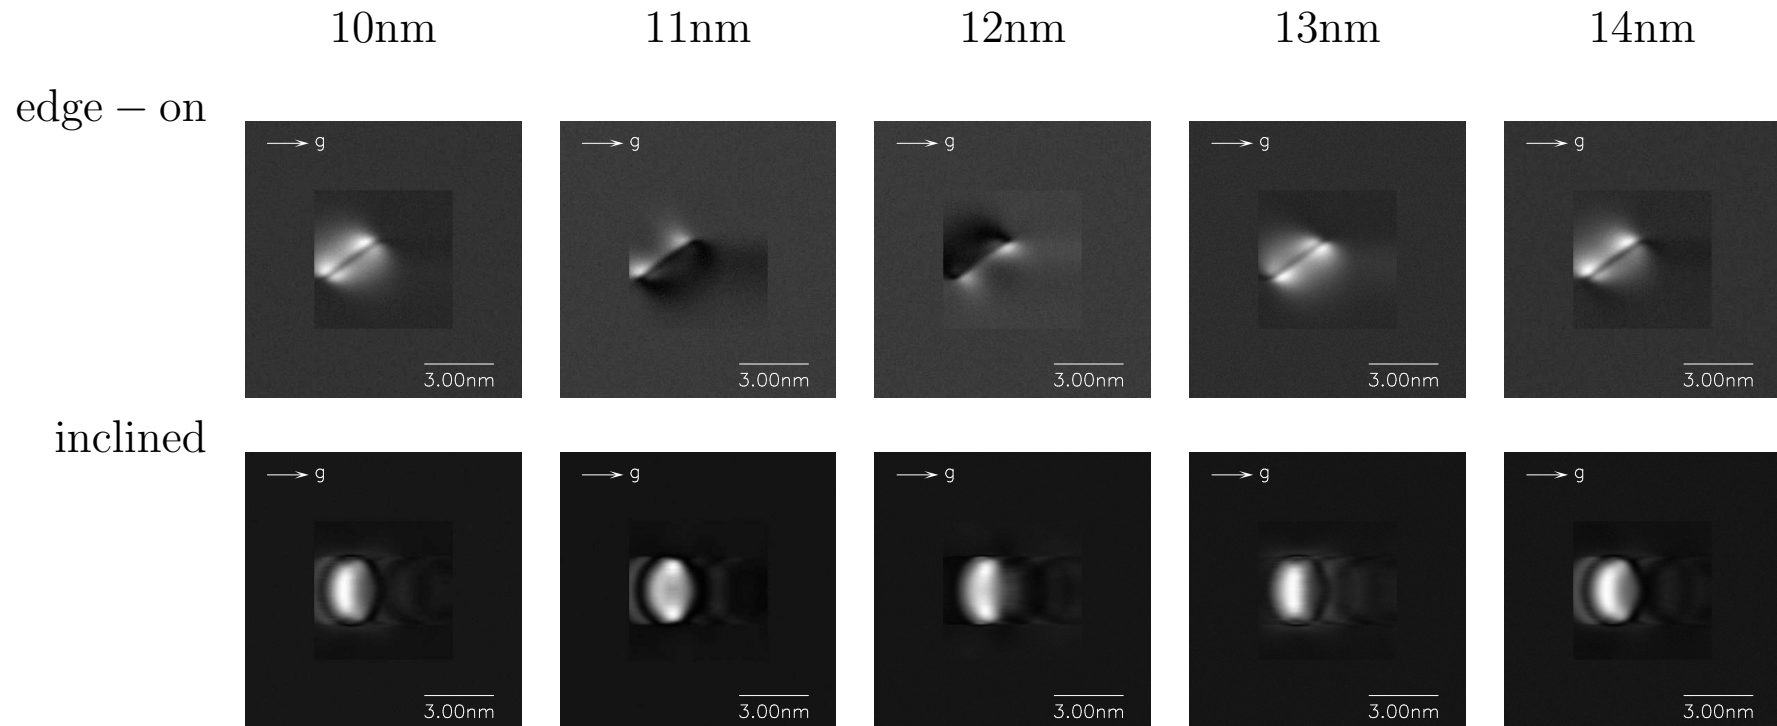 10nm 11nm 12nm 13nm 14nm
edge – on
g g g g g
3.00nm 3.00nm 3.00nm 3.00nm 3.00nm
inclined
g g g g g
3.00nm 3.00nm 3.00nm 3.00nm 3.00nm